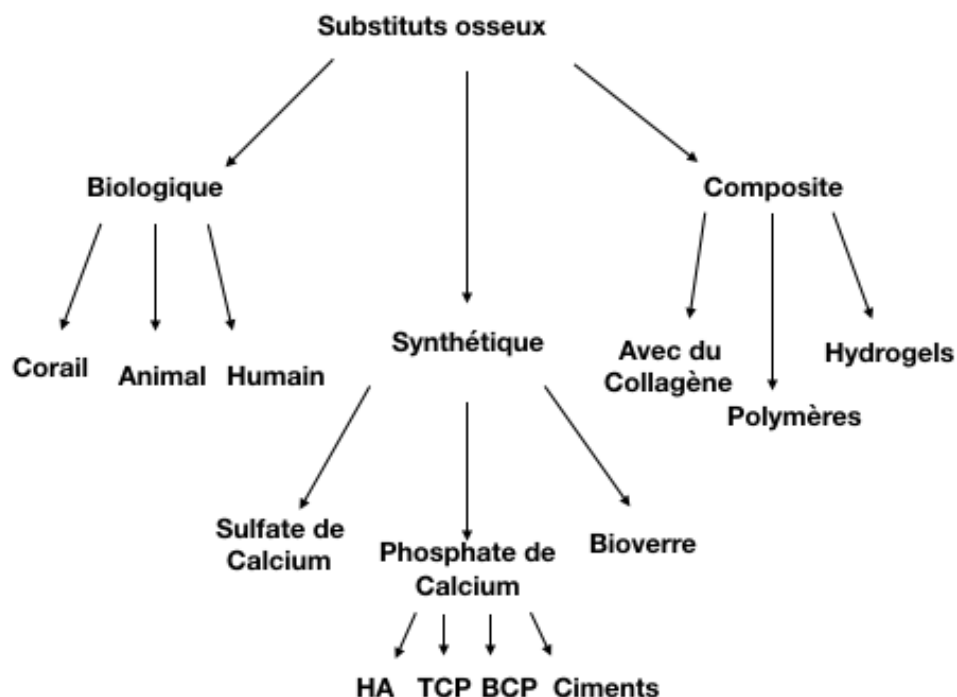 Substituts osseux
Biologique
Composite
Synthétique
Corail
Animal
Humain
Avec du
Collagène
Polymères
Hydrogels
Sulfate de
Calcium
Phosphate de
Calcium
Bioverre
HA TCP BCP Ciments